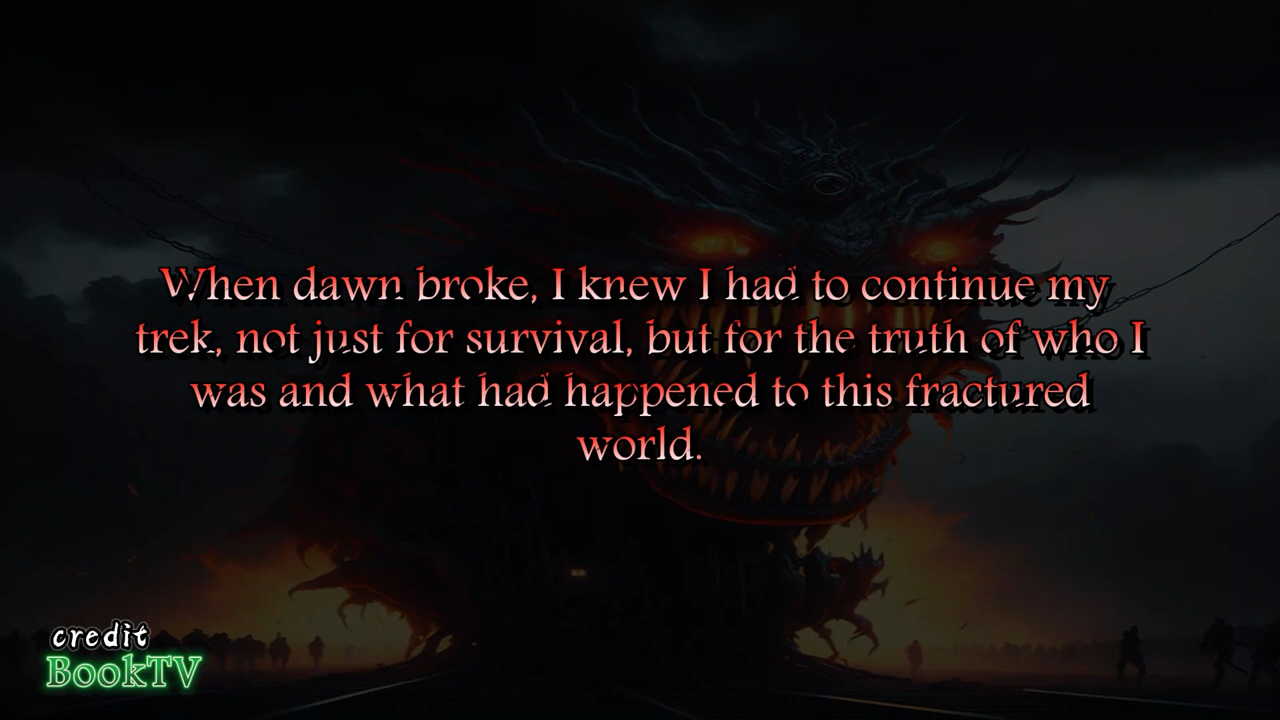 When dawn broke, I knew I had to continue my
trek, not just for survival, but for the truth of who I
was and what had happened to this fractured
world.
credit
BookTV